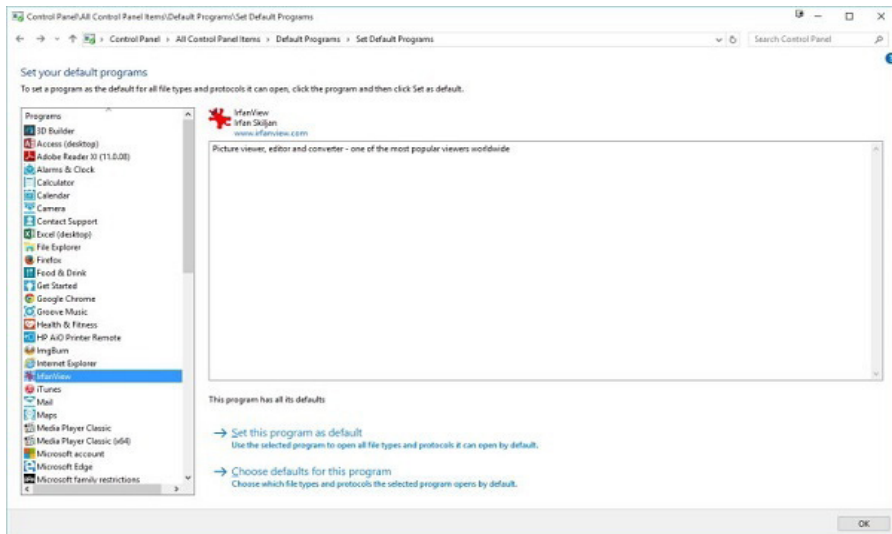 Control Panel\All Control Panel Items\Default Programs\Set Default Programs
Control Panel › All Control Panel Items › Default Programs › Set Default Programs
Search Control Panel
Set your default programs
To set a program as the default for all file types and protocols it can open, click the program and then click Set as default.
Programs
3D Builder
Access (desktop)
Adobe Reader XI (11.0.08)
Alarms & Clock
Calculator
Calendar
Camera
Contact Support
Excel (desktop)
File Explorer
Firefox
Food & Drink
Get Started
Google Chrome
Groove Music
Health & Fitness
HP AiO Printer Remote
ImgBurn
Internet Explorer
IrfanView
iTunes
Mail
Maps
Media Player Classic
Media Player Classic (x64)
Microsoft account
Microsoft Edge
Microsoft family restrictions
IrfanView
Irfan Skiljan
www.irfanview.com
Picture viewer, editor and converter - one of the most popular viewers worldwide
This program has all its defaults
Set this program as default
Use the selected program to open all file types and protocols it can open by default.
Choose defaults for this program
Choose which file types and protocols the selected program opens by default.
OK